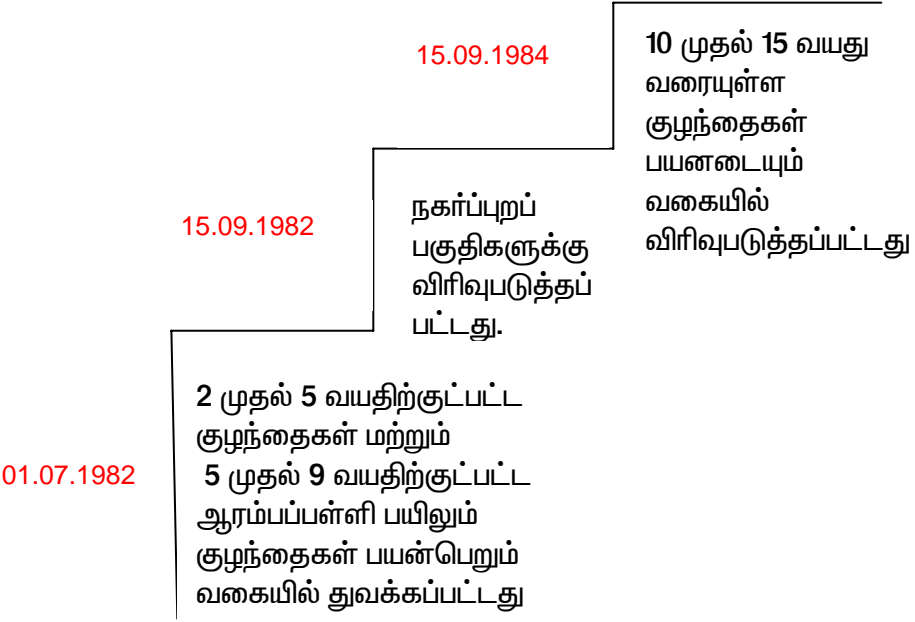 15.09.1984
10 முதல் 15 வயது
வரையுள்ள
குழந்தைகள்
பயனடையும்
வகையில்
விரிவுபடுத்தப்பட்டது
15.09.1982
நகர்ப்புறப்
பகுதிகளுக்கு
விரிவுபடுத்தப்
பட்டது.
01.07.1982
2 முதல் 5 வயதிற்குட்பட்ட
குழந்தைகள் மற்றும்
5 முதல் 9 வயதிற்குட்பட்ட
ஆரம்பப்பள்ளி பயிலும்
குழந்தைகள் பயன்பெறும்
வகையில் துவக்கப்பட்டது